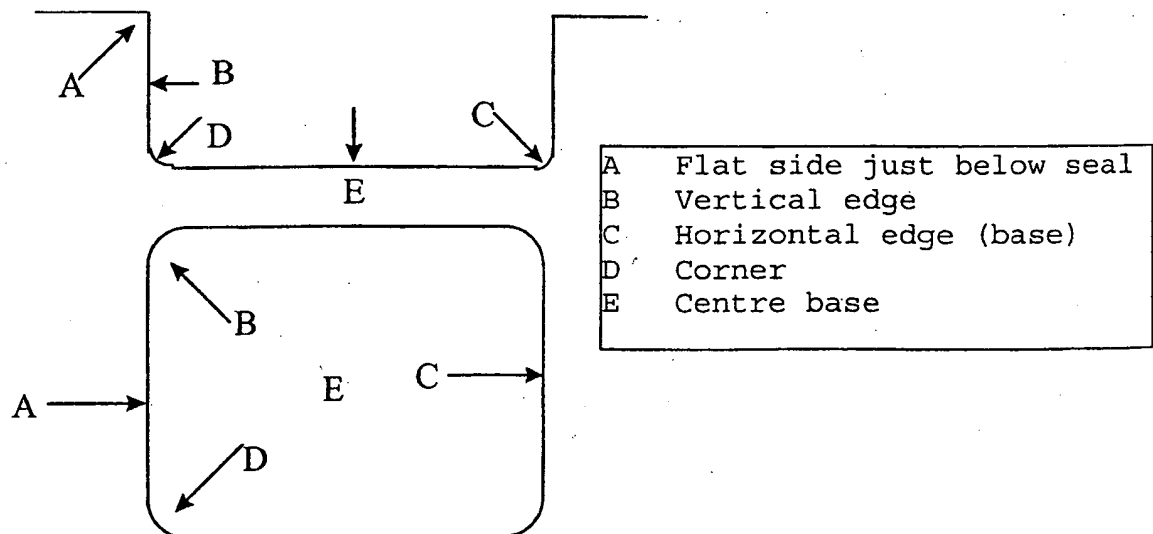 A
B
D
C
E
B
A
E
C
D
A Flat side just below seal
B Vertical edge
C Horizontal edge (base)
D Corner
E Centre base